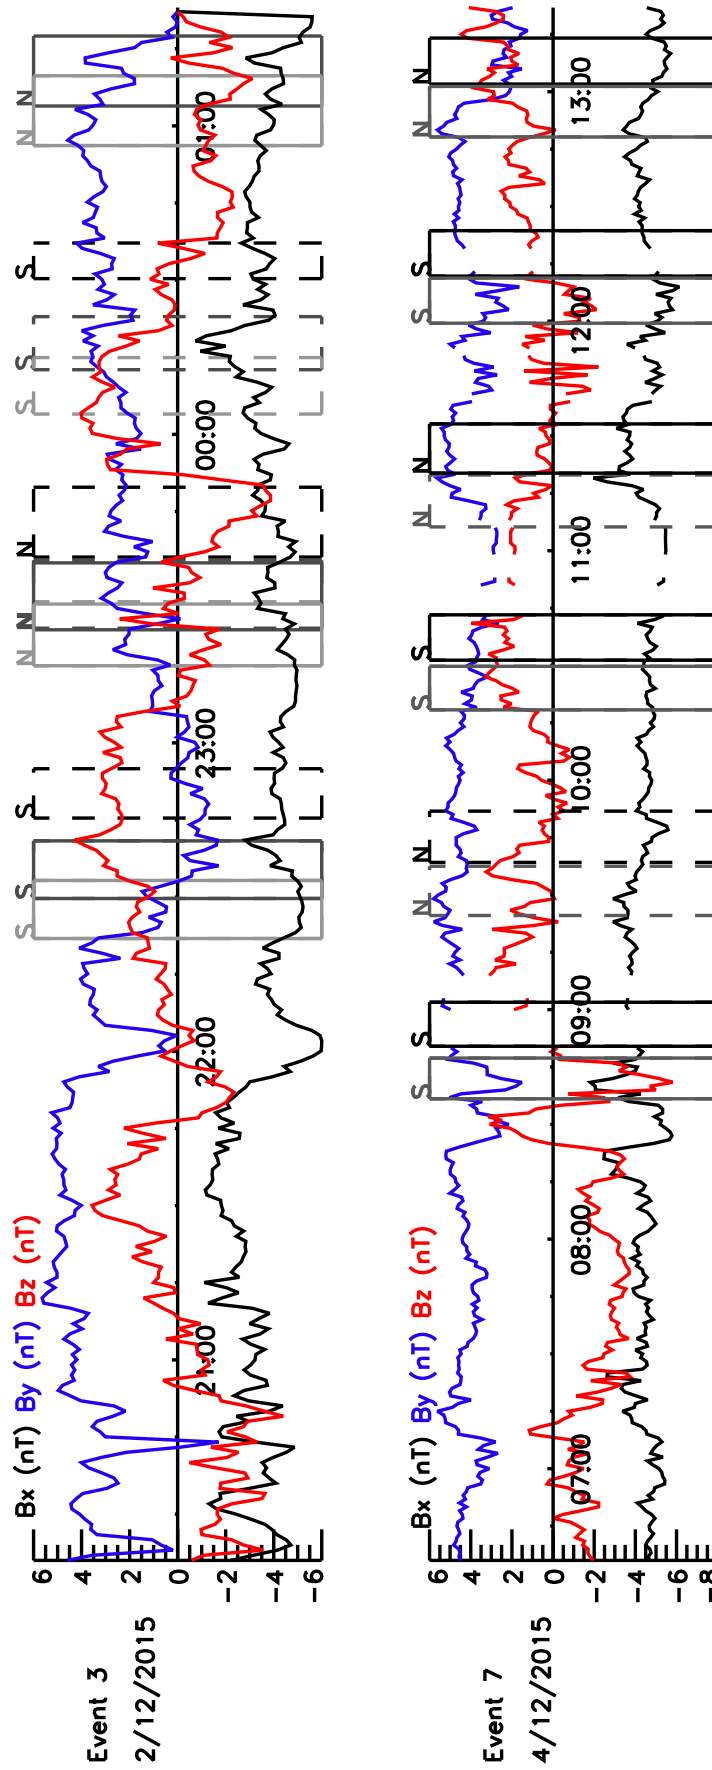 Bx (nT) By (nT) Bz (nT)
S S S N N N S S S N N
6
4
2
0
-2
-4
-6
21:00 22:00 23:00 00:00 01:00
Event 3
2/12/2015
Bx (nT) By (nT) Bz (nT)
S S N N S S N N S S N N
6
4
2
0
-2
-4
-6
-8
07:00 08:00 09:00 10:00 11:00 12:00 13:00
Event 7
4/12/2015